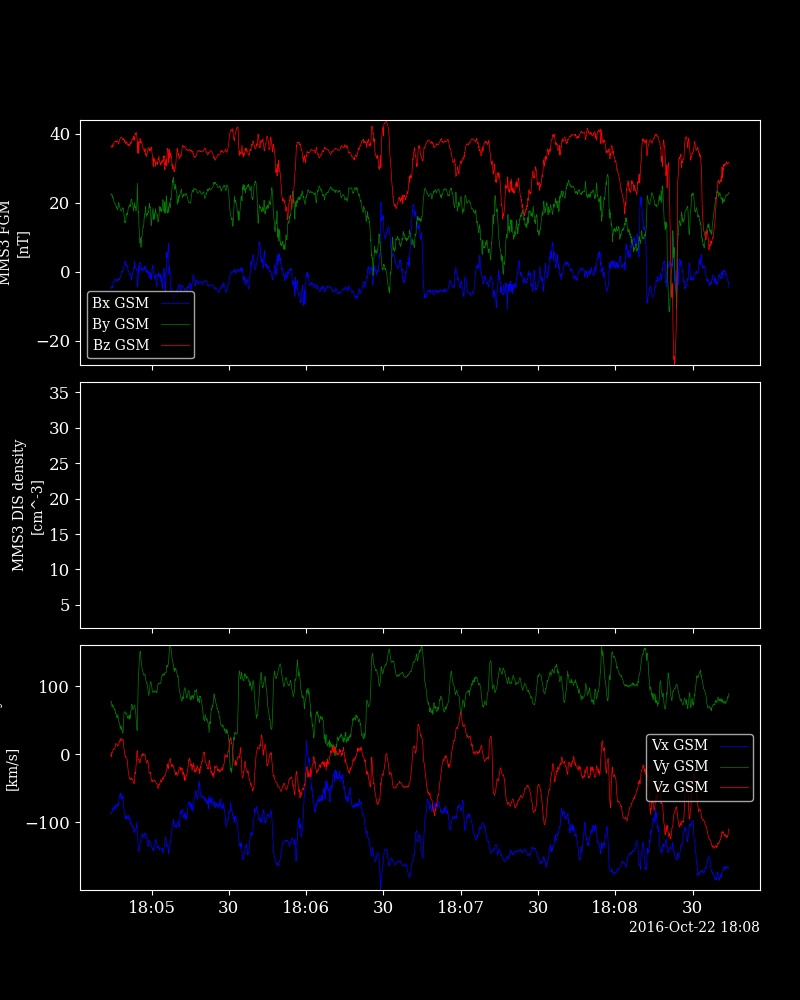 40
20
0
−20
MMS3 FGM
[nT]
Bx GSM
By GSM
Bz GSM
35
30
25
20
15
10
5
MMS3 DIS density
[cm^-3]
100
0
−100
[km/s]
Vx GSM
Vy GSM
Vz GSM
18:05 30 18:06 30 18:07 30 18:08 30
2016-Oct-22 18:08